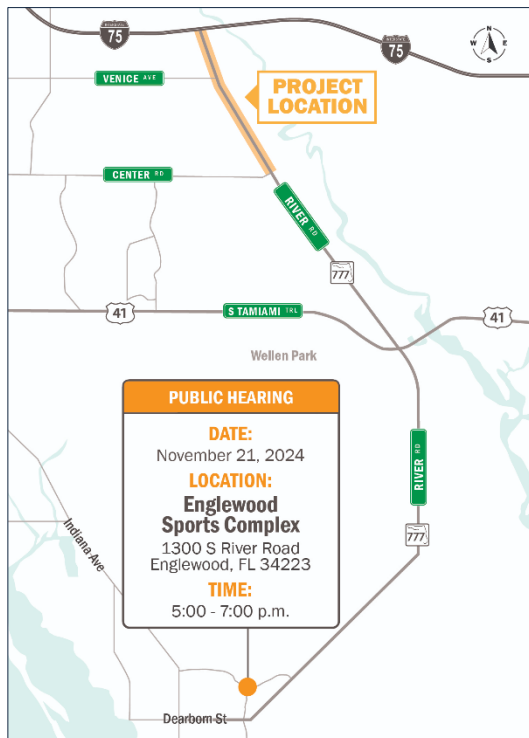 INTERSTATE
75
INTERSTATE
75
N
W
E
S
VENICE AVE
PROJECT
LOCATION
CENTER RD
RIVER RD
777
41
S TAMIAMI TRL
41
Wellen Park
PUBLIC HEARING
DATE:
November 21, 2024
LOCATION:
Englewood
Sports Complex
1300 S River Road
Englewood, FL 34223
TIME:
5:00 - 7:00 p.m.
RIVER RD
777
Indiana Ave
Dearborn St